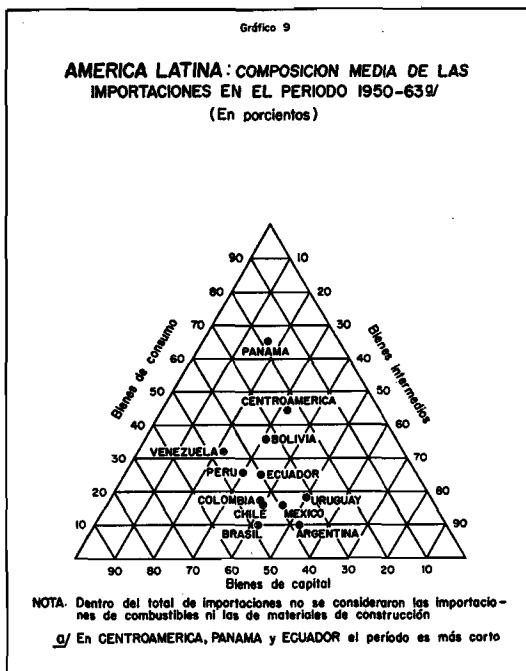 Gráfico 9
AMERICA LATINA: COMPOSICION MEDIA DE LAS
IMPORTACIONES EN EL PERIODO 1950-63a/
(En porcientos)
90 10
80 20
70 30
Bienes de consumo
Bienes intermedios
PANAMA
60 40
50 50
CENTROAMERICA
40 60
BOLIVIA
VENEZUELA
30 70
PERU ECUADOR
20 80
COLOMBIA URUGUAY
CHILE MEXICO
10 90
BRASIL ARGENTINA
90 80 70 60 50 40 30 20 10
Bienes de capital
NOTA- Dentro del total de importaciones no se consideraron las importacio-
nes de combustibles ni las de materiales de construcción
a/ En CENTROAMERICA, PANAMA y ECUADOR el período es más corto